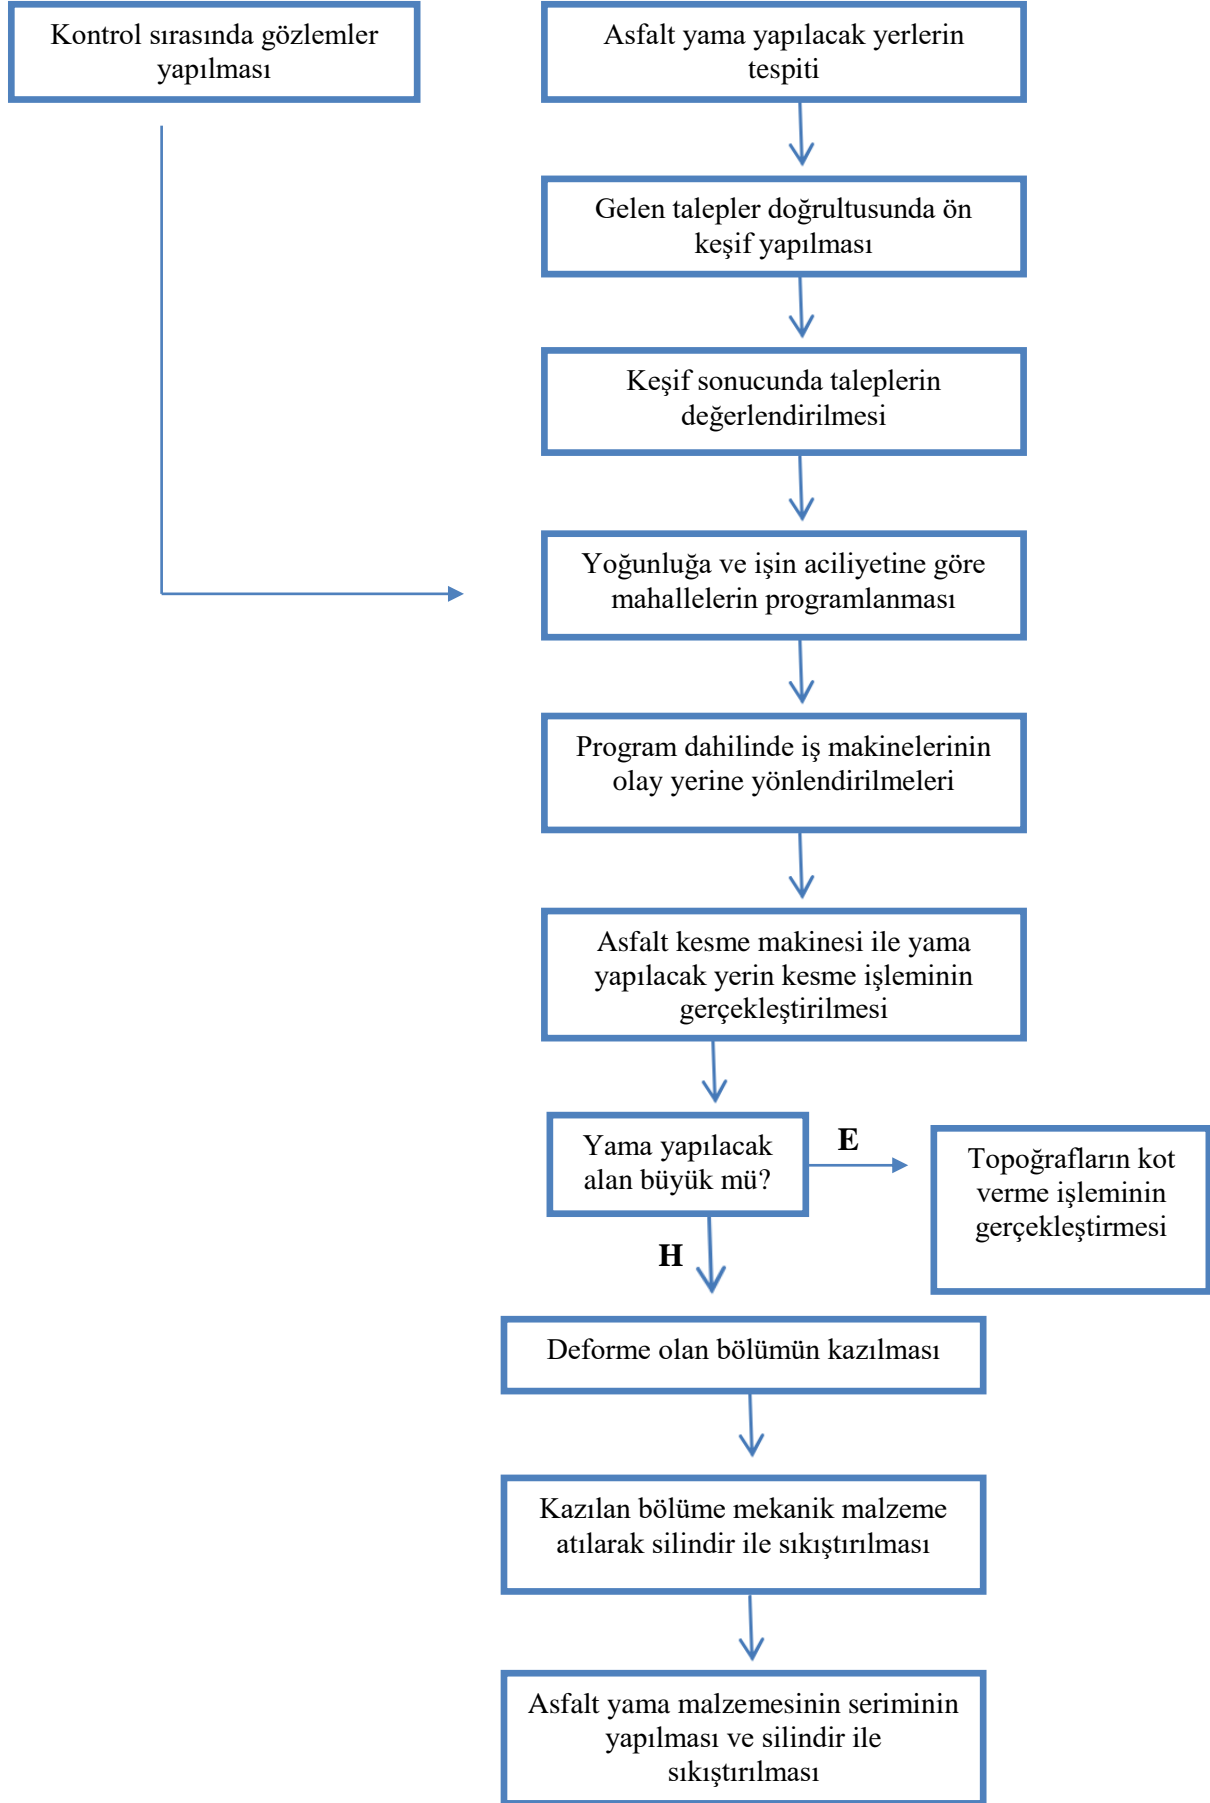 Kontrol sırasında gözlemler
yapılması
Asfalt yama yapılacak yerlerin
tespiti
Gelen talepler doğrultusunda ön
keşif yapılması
Keşif sonucunda taleplerin
değerlendirilmesi
Yoğunluğa ve işin aciliyetine göre
mahallelerin programlanması
Program dahilinde iş makinelerinin
olay yerine yönlendirilmeleri
Asfalt kesme makinesi ile yama
yapılacak yerin kesme işleminin
gerçekleştirilmesi
Yama yapılacak
alan büyük mü?
E
Topoğrafların kot
verme işleminin
gerçekleştirmesi
H
Deforme olan bölümün kazılması
Kazılan bölüme mekanik malzeme
atılarak silindir ile sıkıştırılması
Asfalt yama malzemesinin seriminin
yapılması ve silindir ile
sıkıştırılması